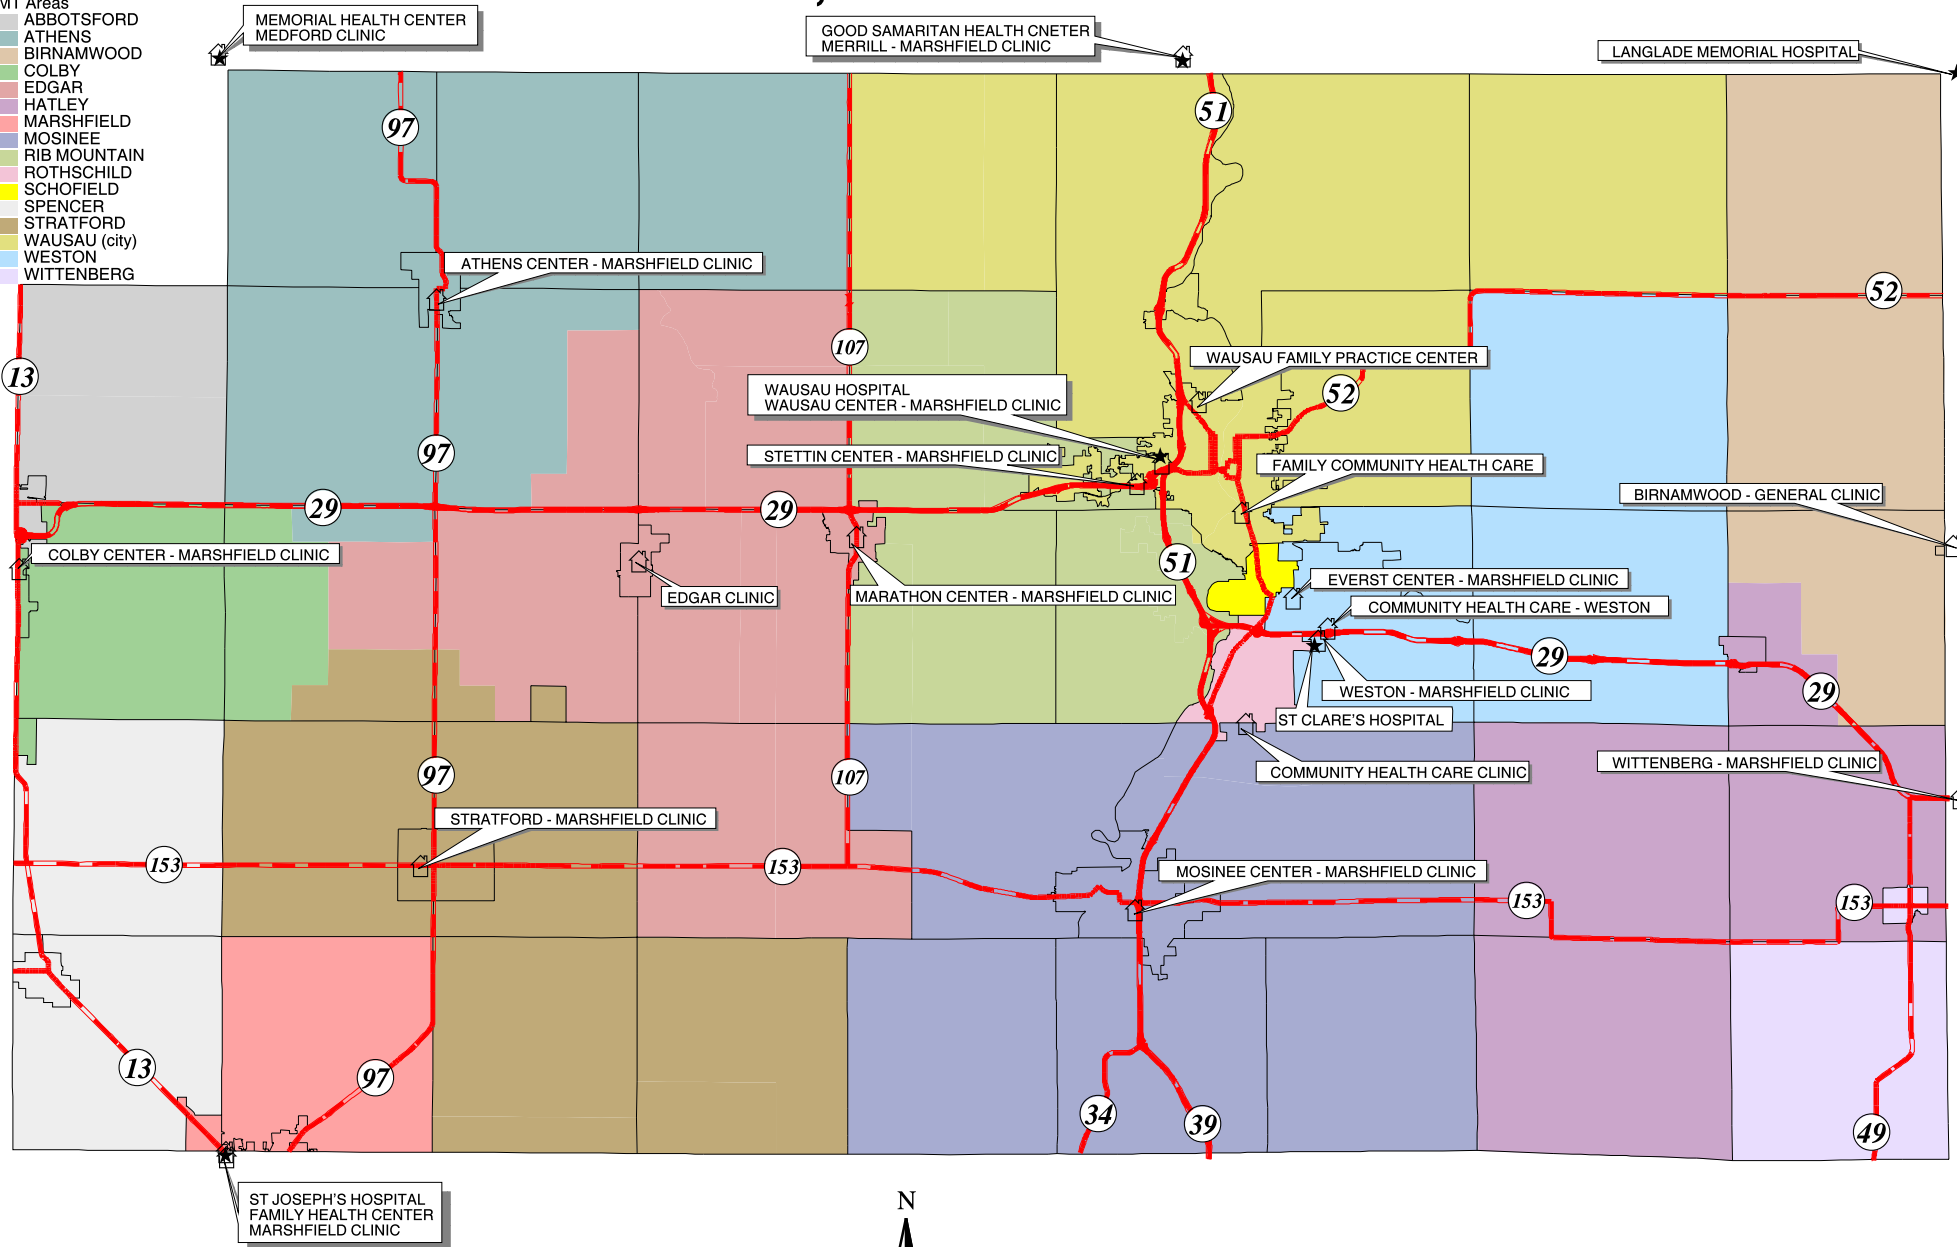 MT Areas
ABBOTSFORD
ATHENS
BIRNAMWOOD
COLBY
EDGAR
HATLEY
MARSHFIELD
MOSINEE
RIB MOUNTAIN
ROTHSCHILD
SCHOFIELD
SPENCER
STRATFORD
WAUSAU (city)
WESTON
WITTENBERG
MEMORIAL HEALTH CENTER
MEDFORD CLINIC
GOOD SAMARITAN HEALTH CNETER
MERRILL - MARSHFIELD CLINIC
LANGLADE MEMORIAL HOSPITAL
97
51
ATHENS CENTER - MARSHFIELD CLINIC
52
13
107
WAUSAU FAMILY PRACTICE CENTER
WAUSAU HOSPITAL
WAUSAU CENTER - MARSHFIELD CLINIC
52
97
STETTIN CENTER - MARSHFIELD CLINIC
FAMILY COMMUNITY HEALTH CARE
BIRNAMWOOD - GENERAL CLINIC
29
29
COLBY CENTER - MARSHFIELD CLINIC
51
EDGAR CLINIC
MARATHON CENTER - MARSHFIELD CLINIC
EVERST CENTER - MARSHFIELD CLINIC
COMMUNITY HEALTH CARE - WESTON
29
WESTON - MARSHFIELD CLINIC
29
ST CLARE'S HOSPITAL
97
107
COMMUNITY HEALTH CARE CLINIC
WITTENBERG - MARSHFIELD CLINIC
STRATFORD - MARSHFIELD CLINIC
153
153
MOSINEE CENTER - MARSHFIELD CLINIC
153
153
13
97
34
39
49
ST JOSEPH'S HOSPITAL
FAMILY HEALTH CENTER
MARSHFIELD CLINIC
N